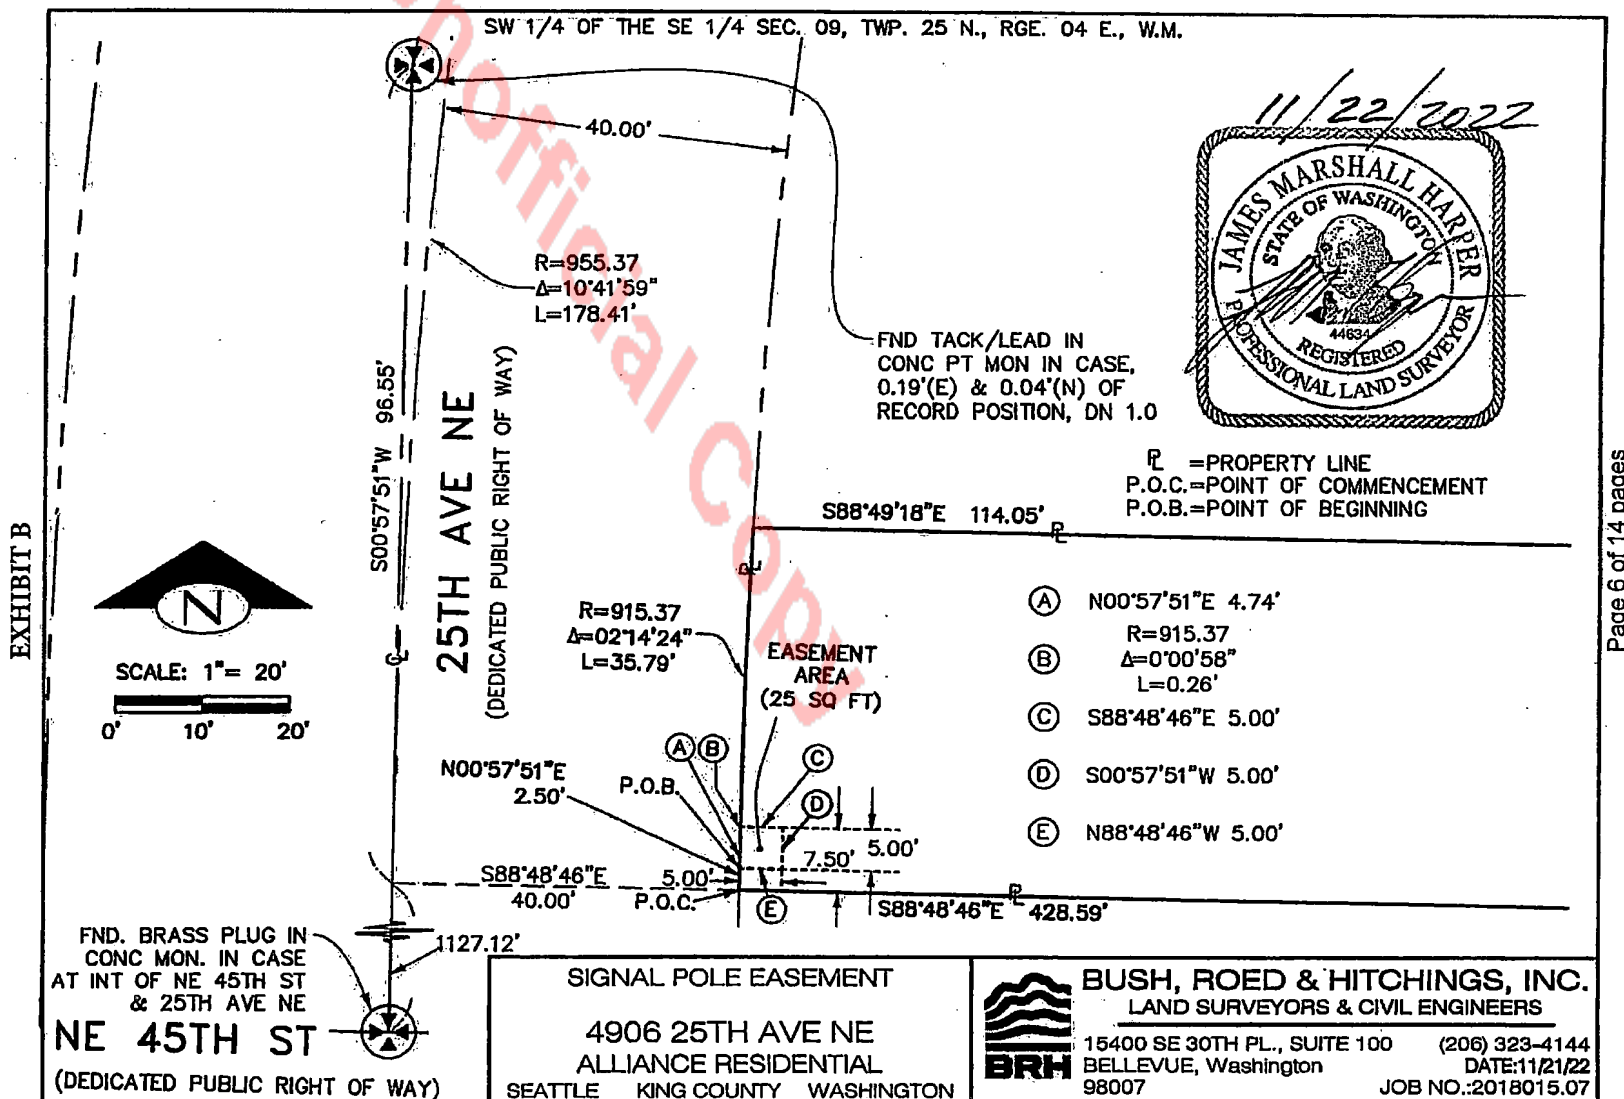 SW 1/4 OF THE SE 1/4 SEC. 09, TWP. 25 N., RGE. 04 E., W.M.
11/22/2022
JAMES MARSHALL HARPER
STATE OF WASHINGTON
44634
REGISTERED
PROFESSIONAL LAND SURVEYOR
40.00'
R=955.37
Δ=10°41'59"
L=178.41'
FND TACK/LEAD IN
CONC PT MON IN CASE,
0.19'(E) & 0.04'(N) OF
RECORD POSITION, DN 1.0
PL =PROPERTY LINE
P.O.C.=POINT OF COMMENCEMENT
P.O.B.=POINT OF BEGINNING
S00°57'51"W 96.55'
25TH AVE NE
(DEDICATED PUBLIC RIGHT OF WAY)
EXHIBIT B
Page 6 of 14 pages
Unofficial Copy
N
SCALE: 1"= 20'
0' 10' 20'
CL
S88°49'18"E 114.05'
PL
PL
R=915.37
Δ=02°14'24"
L=35.79'
EASEMENT
AREA
(25 SQ FT)
A N00°57'51"E 4.74'
R=915.37
B Δ=0°00'58"
L=0.26'
C S88°48'46"E 5.00'
D S00°57'51"W 5.00'
E N88°48'46"W 5.00'
A B C
N00°57'51"E
2.50'
P.O.B.
D
7.50' 5.00'
S88°48'46"E
40.00'
5.00'
P.O.C.
E
S88°48'46"E 428.59'
PL
FND. BRASS PLUG IN
CONC MON. IN CASE
AT INT OF NE 45TH ST
& 25TH AVE NE
1127.12'
NE 45TH ST
(DEDICATED PUBLIC RIGHT OF WAY)
SIGNAL POLE EASEMENT
4906 25TH AVE NE
ALLIANCE RESIDENTIAL
SEATTLE KING COUNTY WASHINGTON
BRH
BUSH, ROED & HITCHINGS, INC.
LAND SURVEYORS & CIVIL ENGINEERS
15400 SE 30TH PL., SUITE 100 (206) 323-4144
BELLEVUE, Washington DATE:11/21/22
98007 JOB NO.:2018015.07